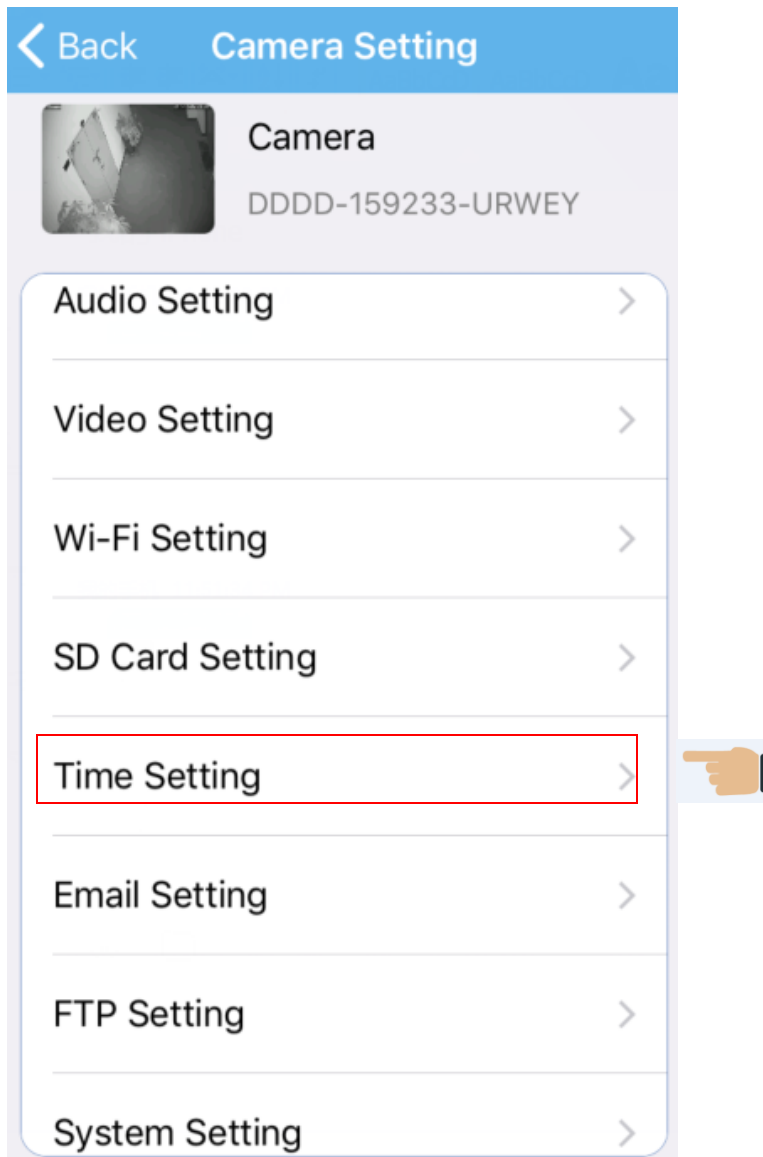 Back Camera Setting
Camera
DDDD-159233-URWEY
Audio Setting
Video Setting
Wi-Fi Setting
SD Card Setting
Time Setting
Email Setting
FTP Setting
System Setting